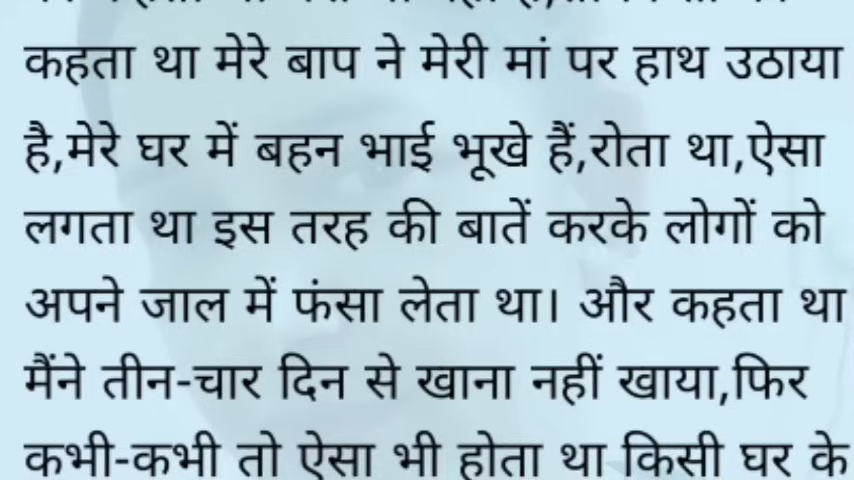 कहता था मेरे बाप ने मेरी मां पर हाथ उठाया
है,मेरे घर में बहन भाई भूखे हैं,रोता था,ऐसा
लगता था इस तरह की बातें करके लोगों को
अपने जाल में फंसा लेता था। और कहता था
मैंने तीन-चार दिन से खाना नहीं खाया,फिर
कभी-कभी तो ऐसा भी होता था किसी घर के